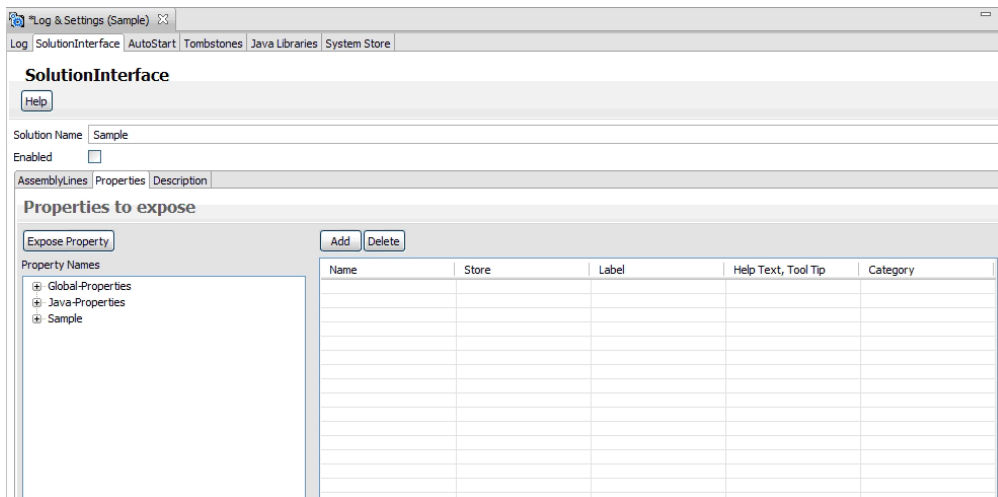 *Log & Settings (Sample)
Log SolutionInterface AutoStart Tombstones Java Libraries System Store
SolutionInterface
Help
Solution Name Sample
Enabled
AssemblyLines Properties Description
Properties to expose
Expose Property Add Delete
Property Names
Name Store Label Help Text, Tool Tip Category
Global-Properties
Java-Properties
Sample